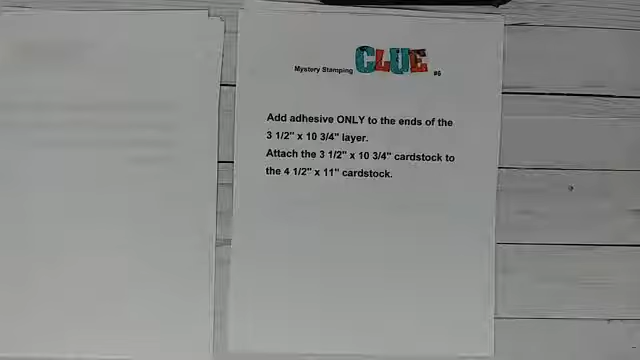 Mystery Stamping CLUE #6
Add adhesive ONLY to the ends of the
3 1/2" x 10 3/4" layer.
Attach the 3 1/2" x 10 3/4" cardstock to
the 4 1/2" x 11" cardstock.